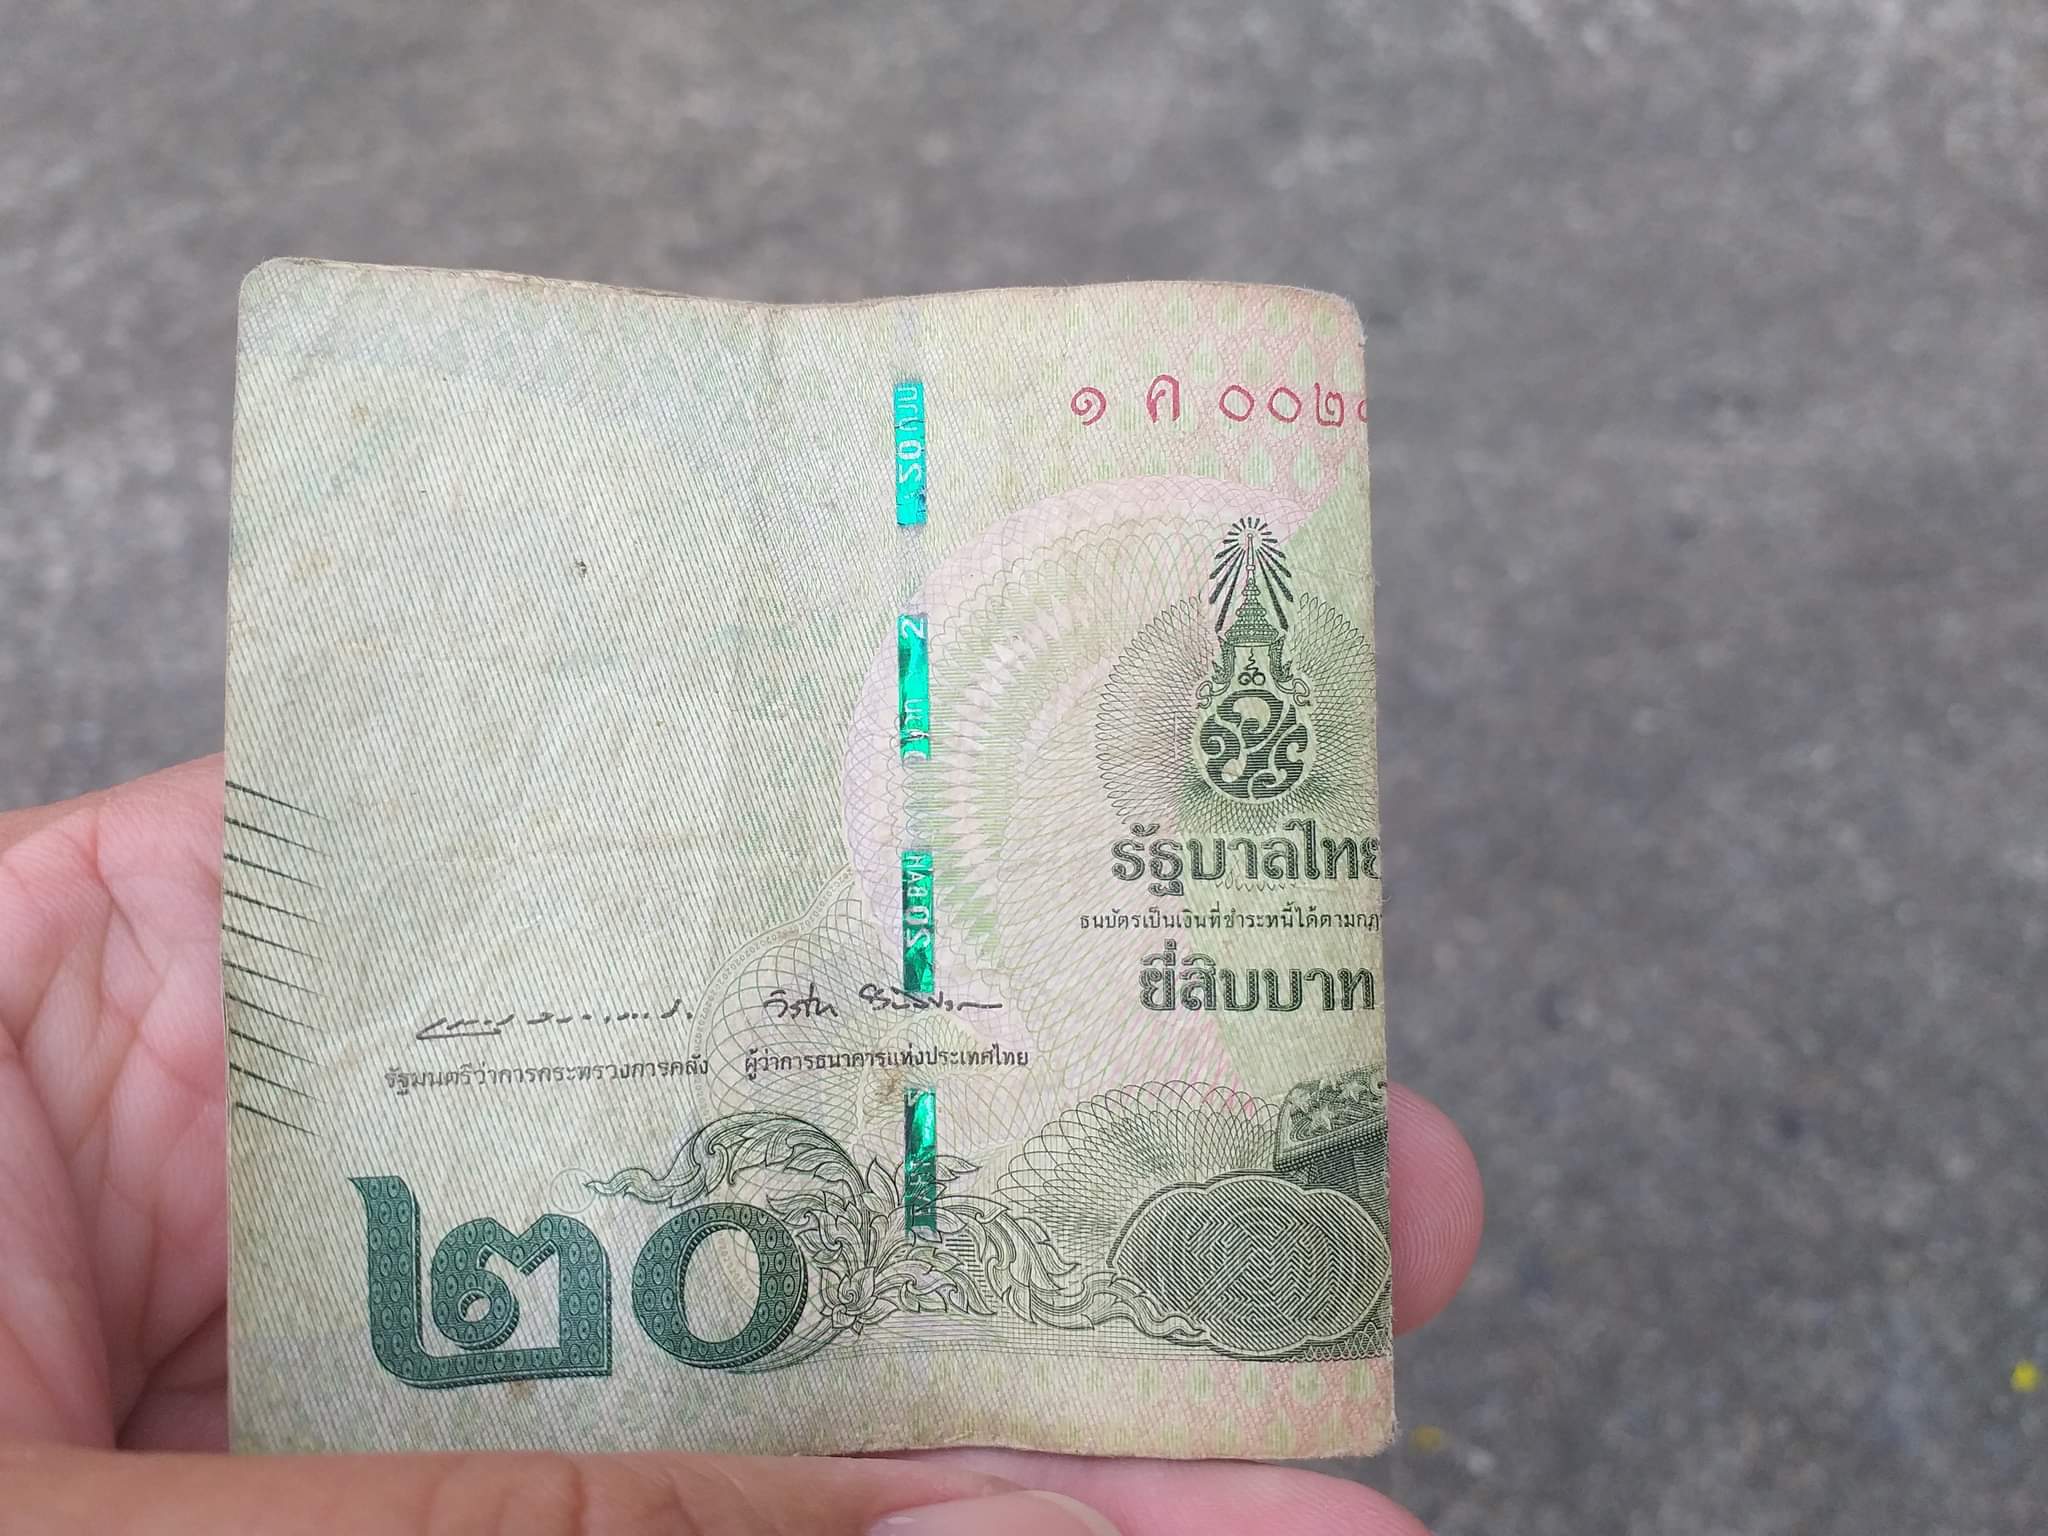 ๑ ค ๐๐๒
รัฐบาลไทย
ธนบัตรเป็นเงินที่ชำระหนี้ได้ตามกฎ
ยี่สิบบาท
รัฐมนตรีว่าการกระทรวงการคลัง ผู้ว่าการธนาคารแห่งประเทศไทย
๒๐
20 บาท
20 BAHT